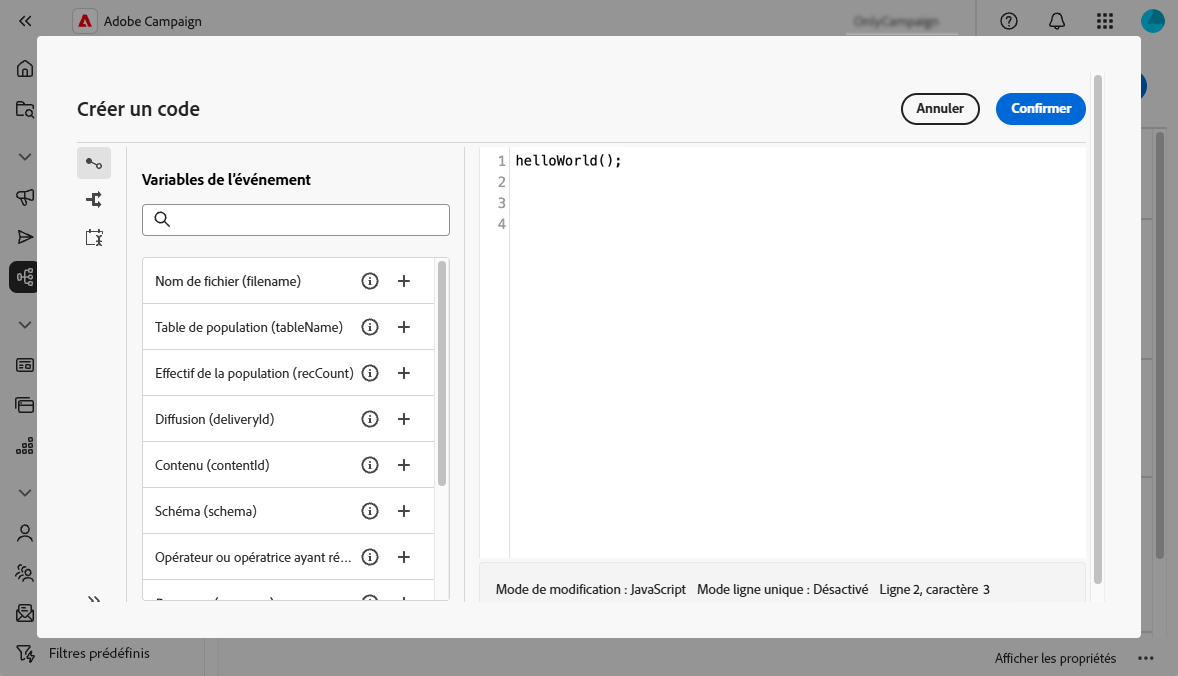 Adobe Campaign
Créer un code
Annuler
Confirmer
Variables de l'événement
Nom de fichier (filename)
Table de population (tableName)
Effectif de la population (recCount)
Diffusion (deliveryId)
Contenu (contentId)
Schéma (schema)
Opérateur ou opératrice ayant ré...
1 helloWorld();
2
3
4
Mode de modification : JavaScript Mode ligne unique : Désactivé Ligne 2, caractère 3
Filtres prédéfinis
Afficher les propriétés